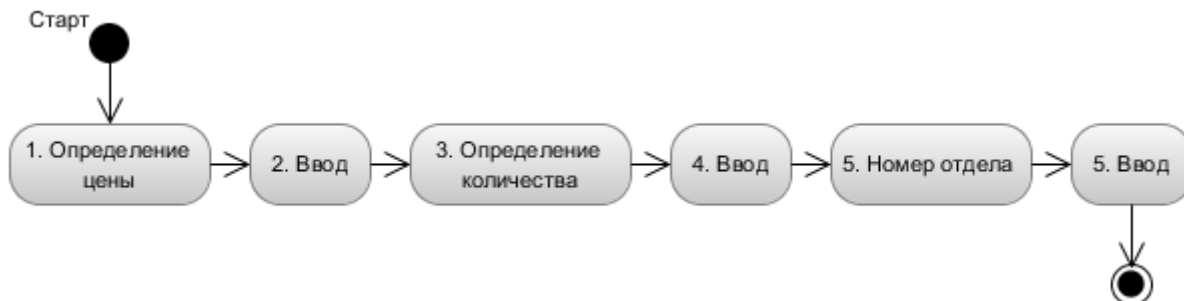 Старт
1. Определение
цены
2. Ввод
3. Определение
количества
4. Ввод
5. Номер отдела
5. Ввод